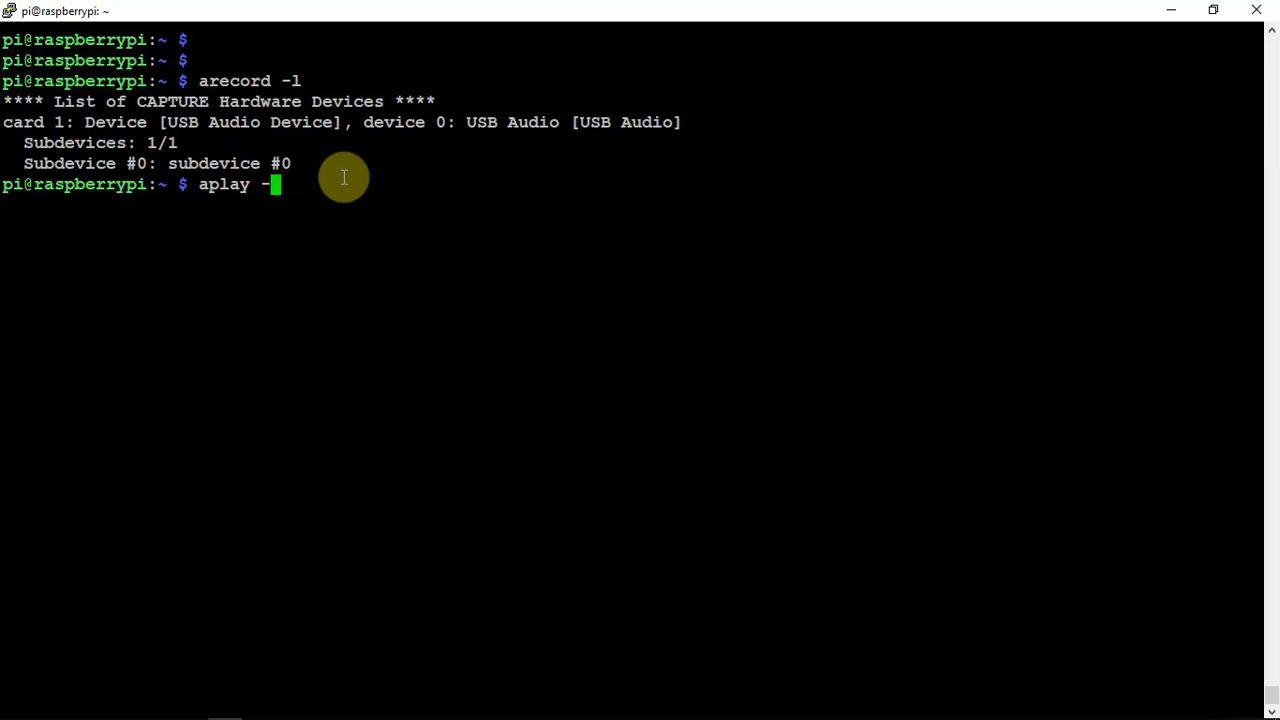 pi@raspberrypi: ~
pi@raspberrypi:~ $
pi@raspberrypi:~ $
pi@raspberrypi:~ $ arecord -l
**** List of CAPTURE Hardware Devices ****
card 1: Device [USB Audio Device], device 0: USB Audio [USB Audio]
  Subdevices: 1/1
  Subdevice #0: subdevice #0
pi@raspberrypi:~ $ aplay -